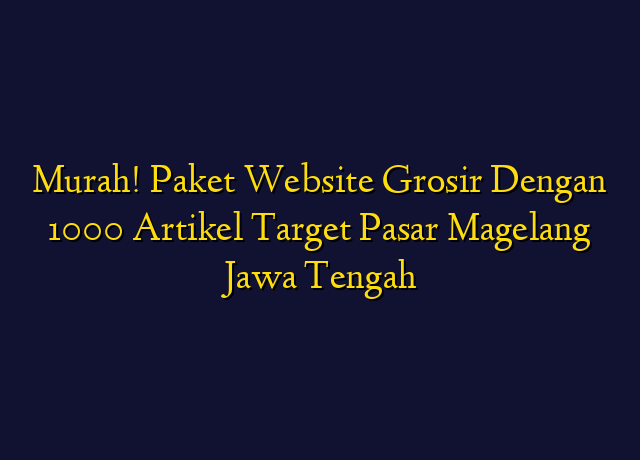 Murah! Paket Website Grosir Dengan
1000 Artikel Target Pasar Magelang
Jawa Tengah